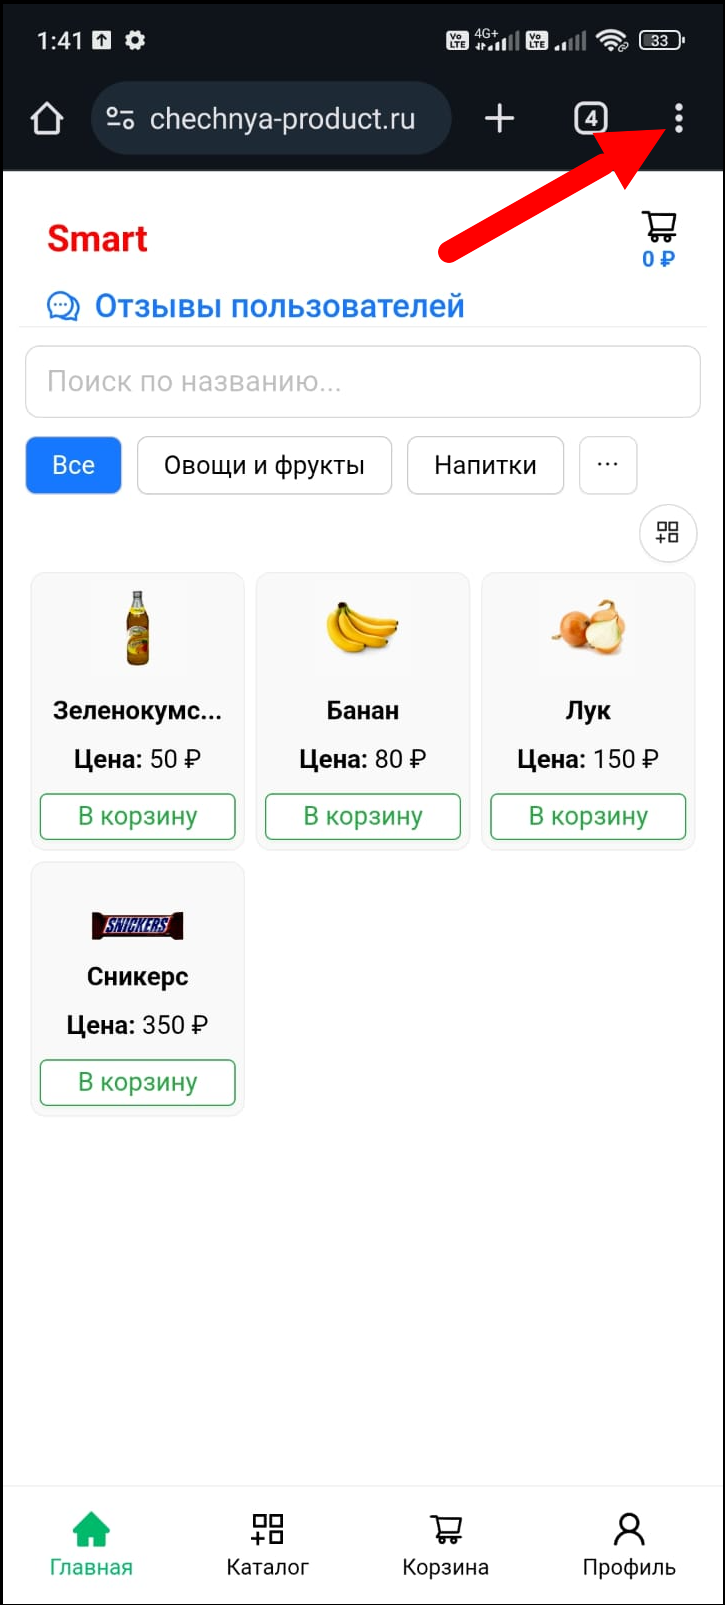 1:41 Vo LTE 4G+ Vo LTE 33
chechnya-product.ru 4
Smart
0 ₽
Отзывы пользователей
Поиск по названию...
Все Овощи и фрукты Напитки ...
Зеленокумс... Банан Лук
Цена: 50 ₽ Цена: 80 ₽ Цена: 150 ₽
В корзину В корзину В корзину
SNICKERS
Сникерс
Цена: 350 ₽
В корзину
Главная Каталог Корзина Профиль